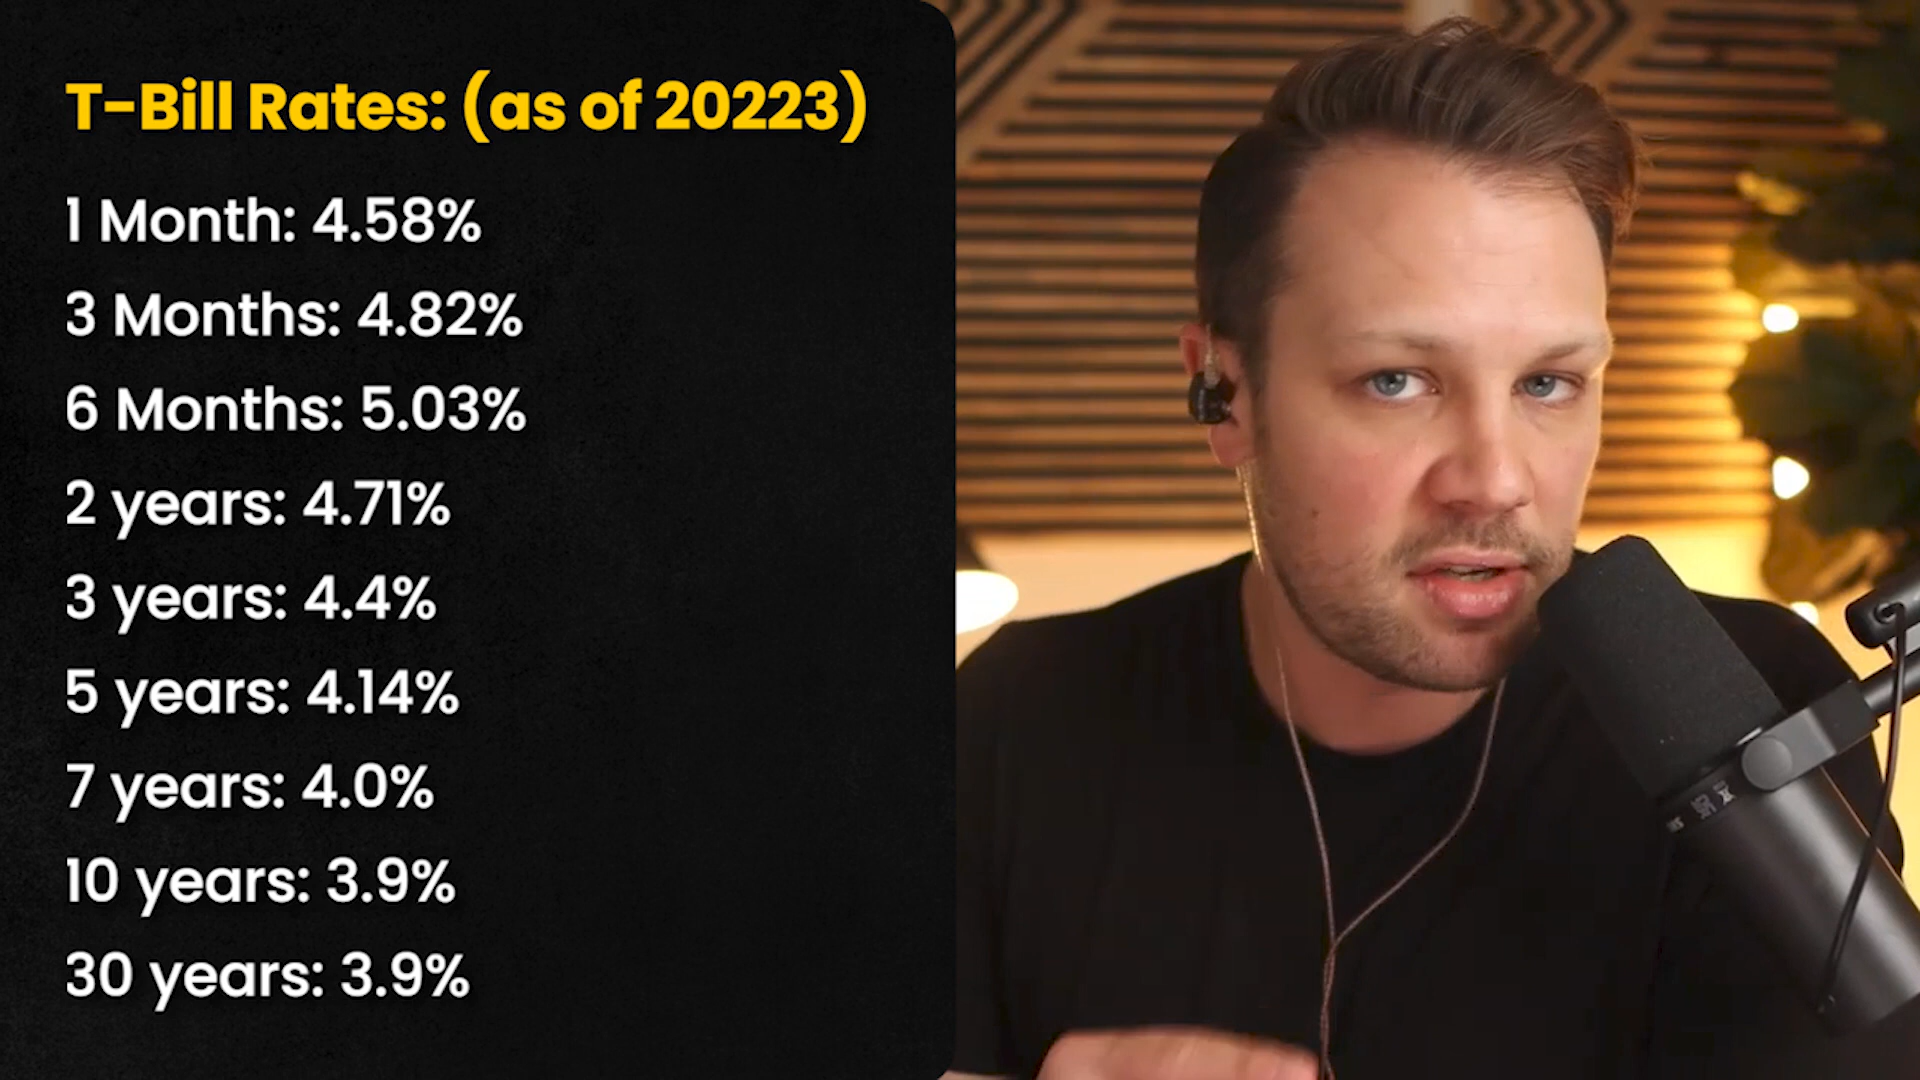 T-Bill Rates: (as of 20223)
1 Month: 4.58%
3 Months: 4.82%
6 Months: 5.03%
2 years: 4.71%
3 years: 4.4%
5 years: 4.14%
7 years: 4.0%
10 years: 3.9%
30 years: 3.9%